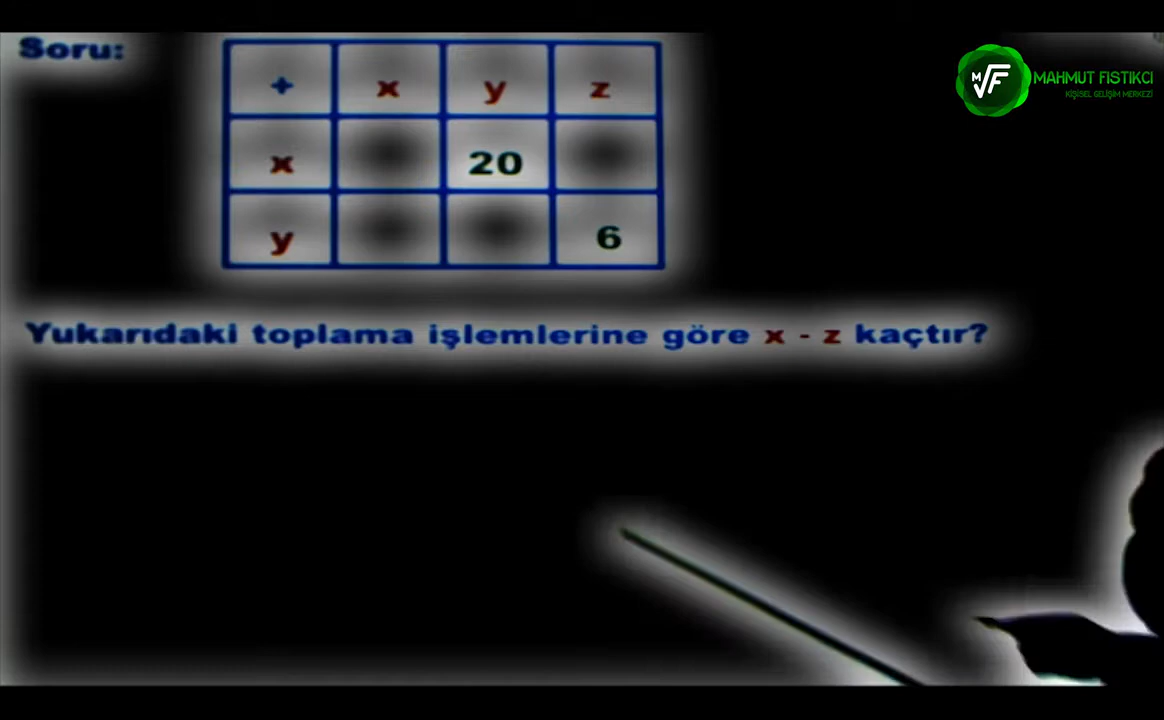 Soru:
+ x y z
x 20
y 6
Yukarıdaki toplama işlemlerine göre x - z kaçtır?
M√F MAHMUT FISTIKCI
KİŞİSEL GELİŞİM MERKEZİ